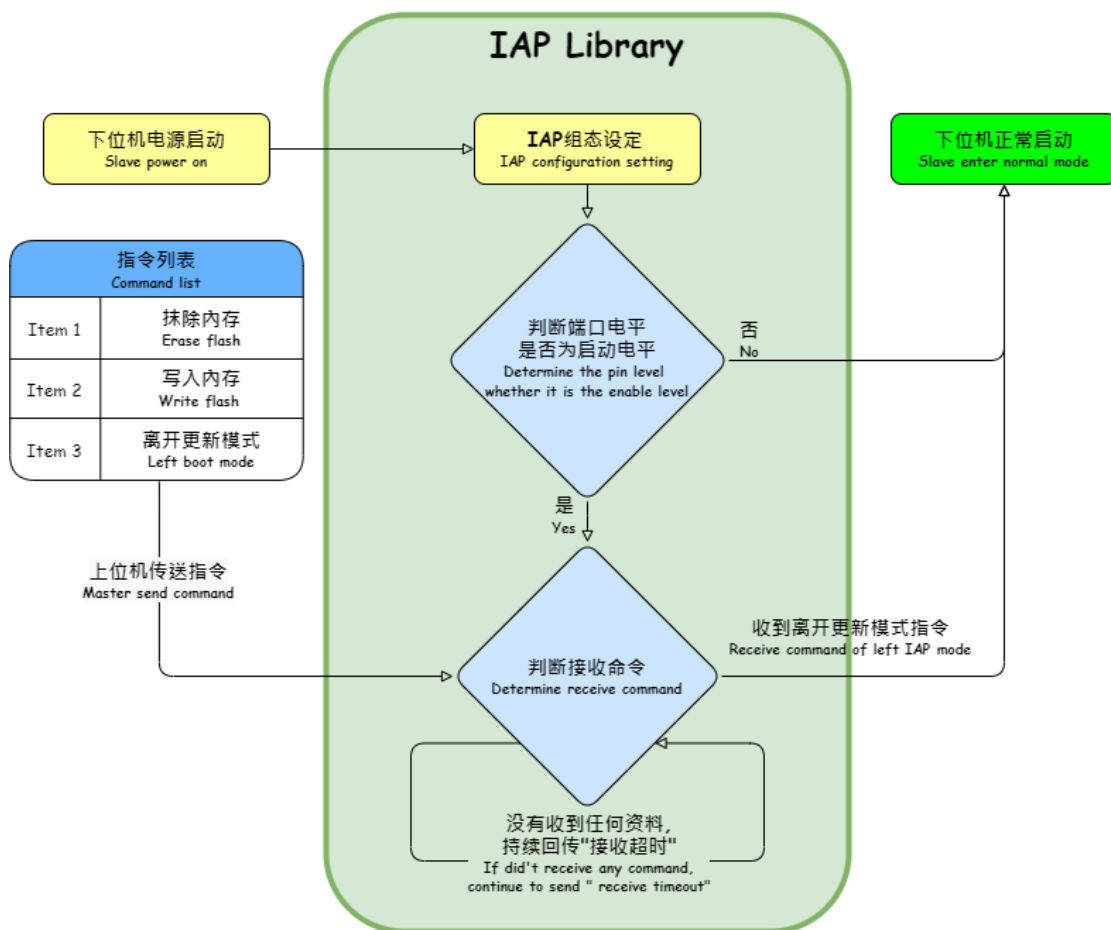 IAP Library
下位机电源启动
Slave power on
IAP组态设定
IAP configuration setting
下位机正常启动
Slave enter normal mode
指令列表
Command list
Item 1
抹除内存
Erase flash
Item 2
写入内存
Write flash
Item 3
离开更新模式
Left boot mode
判断端口电平
是否为启动电平
Determine the pin level
whether it is the enable level
否
No
是
Yes
上位机传送指令
Master send command
判断接收命令
Determine receive command
收到离开更新模式指令
Receive command of left IAP mode
没有收到任何资料,
持续回传"接收超时"
If did't receive any command,
continue to send " receive timeout"